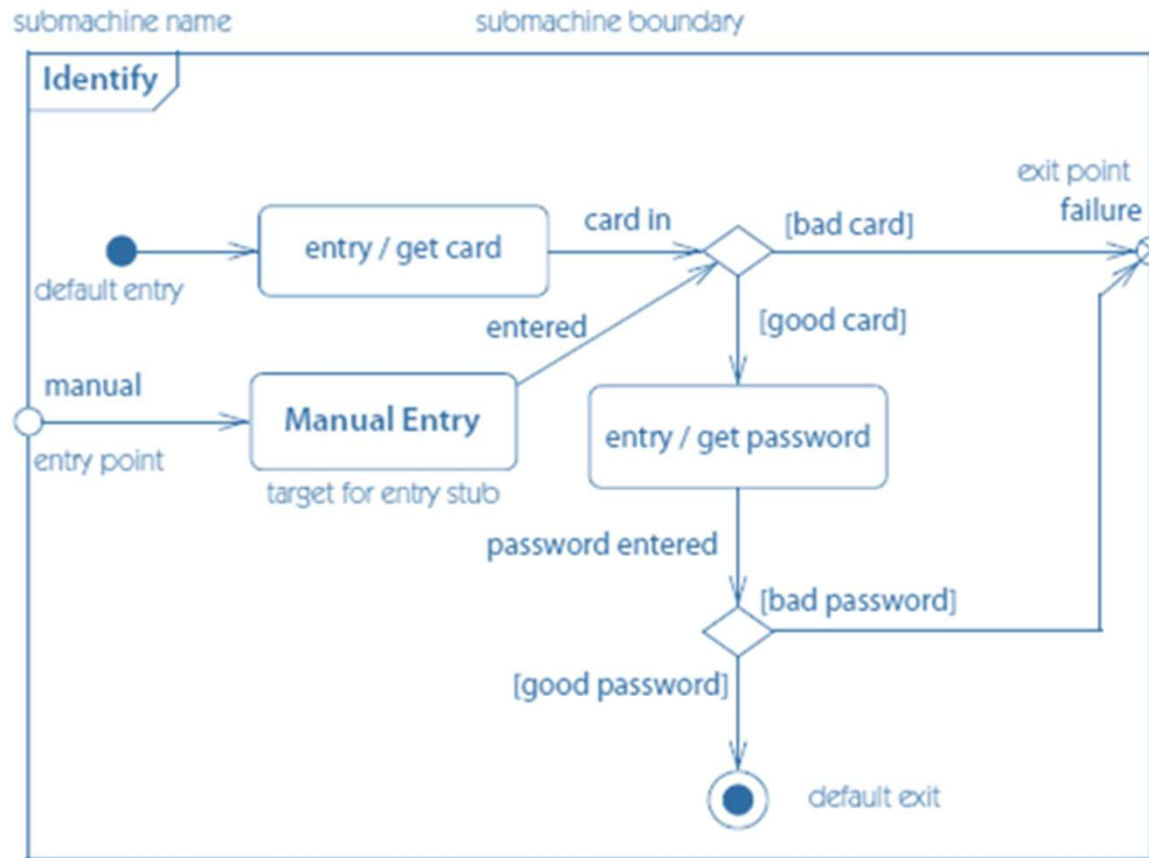 submachine name
submachine boundary
Identify
exit point
failure
card in
[bad card]
entry / get card
default entry
entered
[good card]
manual
Manual Entry
entry / get password
entry point
target for entry stub
password entered
[bad password]
[good password]
default exit